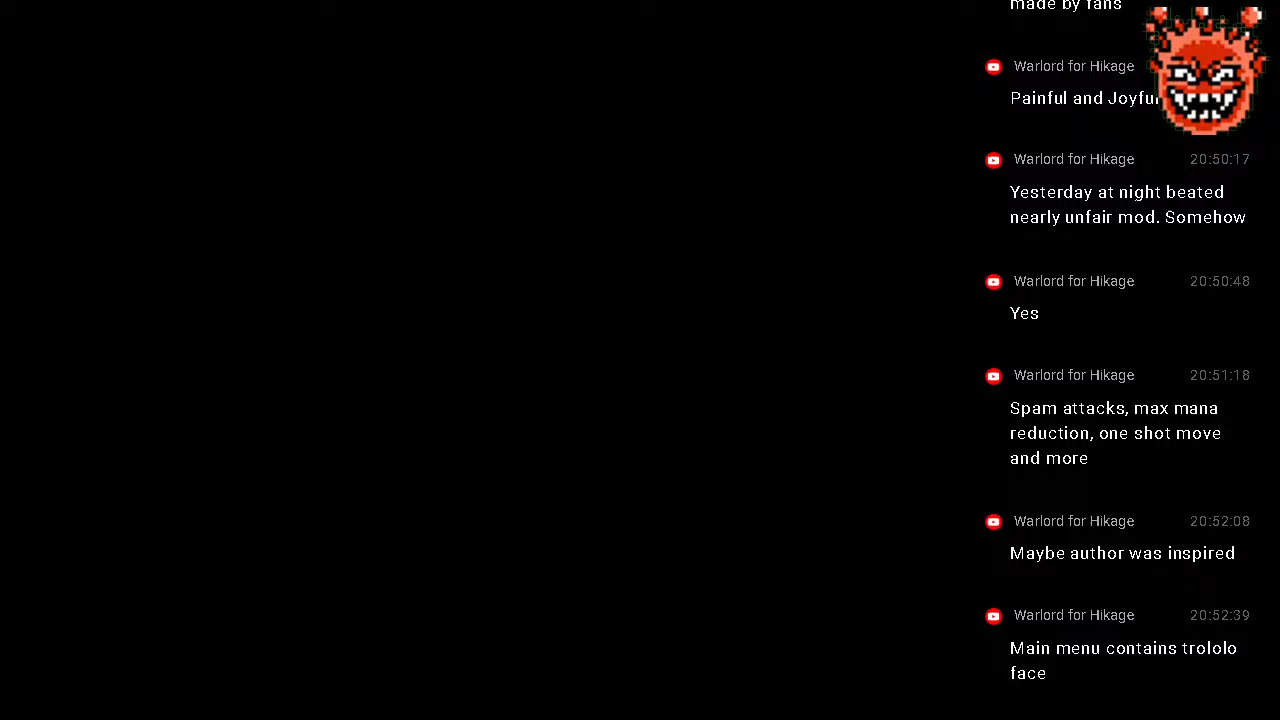 made by fans
Warlord for Hikage
Painful and Joyful
Warlord for Hikage 20:50:17
Yesterday at night beated
nearly unfair mod. Somehow
Warlord for Hikage 20:50:48
Yes
Warlord for Hikage 20:51:18
Spam attacks, max mana
reduction, one shot move
and more
Warlord for Hikage 20:52:08
Maybe author was inspired
Warlord for Hikage 20:52:39
Main menu contains trololo
face